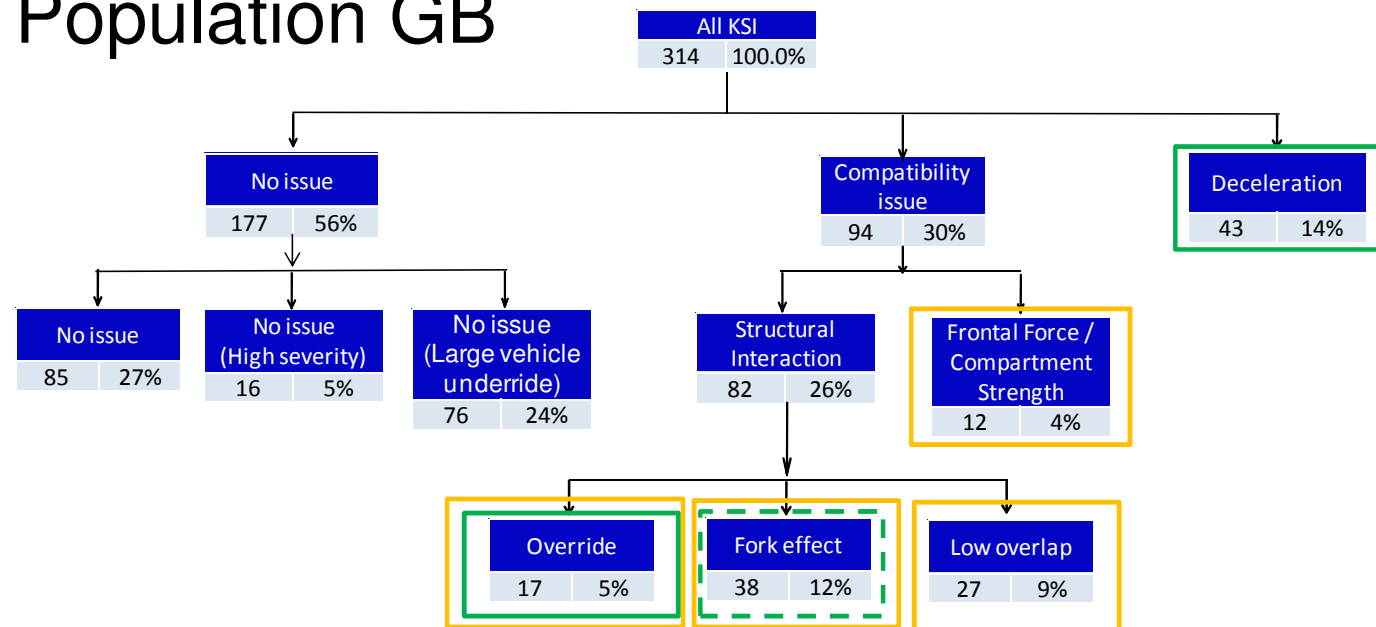 Population GB
All KSI
314 100.0%
No issue
177 56%
Compatibility
issue
94 30%
Deceleration
43 14%
No issue
85 27%
No issue
(High severity)
16 5%
No issue
(Large vehicle
underride)
76 24%
Structural
Interaction
82 26%
Frontal Force /
Compartment
Strength
12 4%
Override
17 5%
Fork effect
38 12%
Low overlap
27 9%